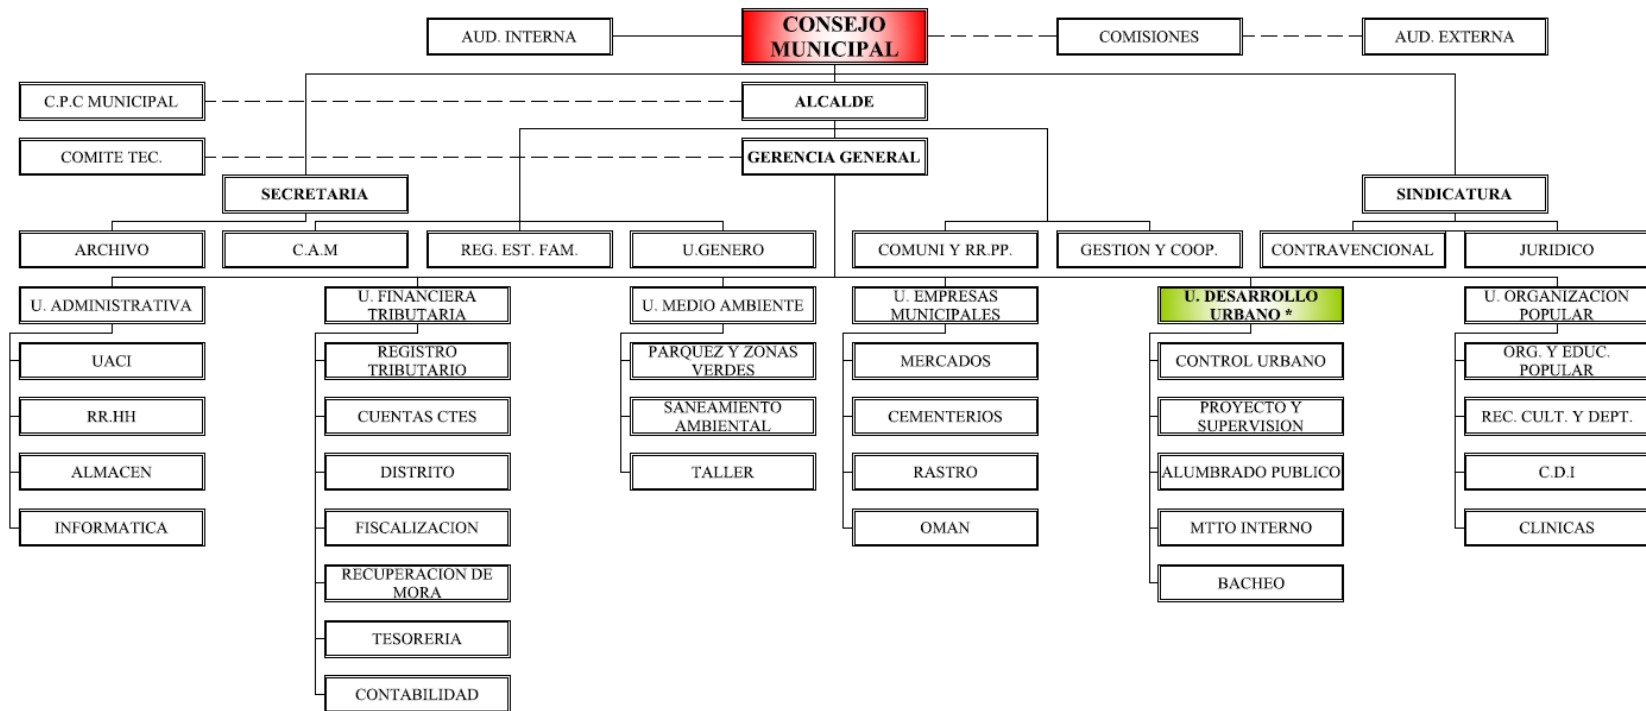 AUD. INTERNA
CONSEJO
MUNICIPAL
COMISIONES
AUD. EXTERNA
C.P.C MUNICIPAL
ALCALDE
COMITE TEC.
GERENCIA GENERAL
SECRETARIA
SINDICATURA
ARCHIVO
C.A.M
REG. EST. FAM.
U.GENERO
COMUNI Y RR.PP.
GESTION Y COOP.
CONTRAVENCIONAL
JURIDICO
U. ADMINISTRATIVA
U. FINANCIERA
TRIBUTARIA
U. MEDIO AMBIENTE
U. EMPRESAS
MUNICIPALES
U. DESARROLLO
URBANO *
U. ORGANIZACION
POPULAR
UACI
REGISTRO
TRIBUTARIO
PARQUEZ Y ZONAS
VERDES
MERCADOS
CONTROL URBANO
ORG. Y EDUC.
POPULAR
RR.HH
CUENTAS CTES
SANEAMIENTO
AMBIENTAL
CEMENTERIOS
PROYECTO Y
SUPERVISION
REC. CULT. Y DEPT.
ALMACEN
DISTRITO
TALLER
RASTRO
ALUMBRADO PUBLICO
C.D.I
INFORMATICA
FISCALIZACION
OMAN
MTTO INTERNO
CLINICAS
RECUPERACION DE
MORA
BACHEO
TESORERIA
CONTABILIDAD